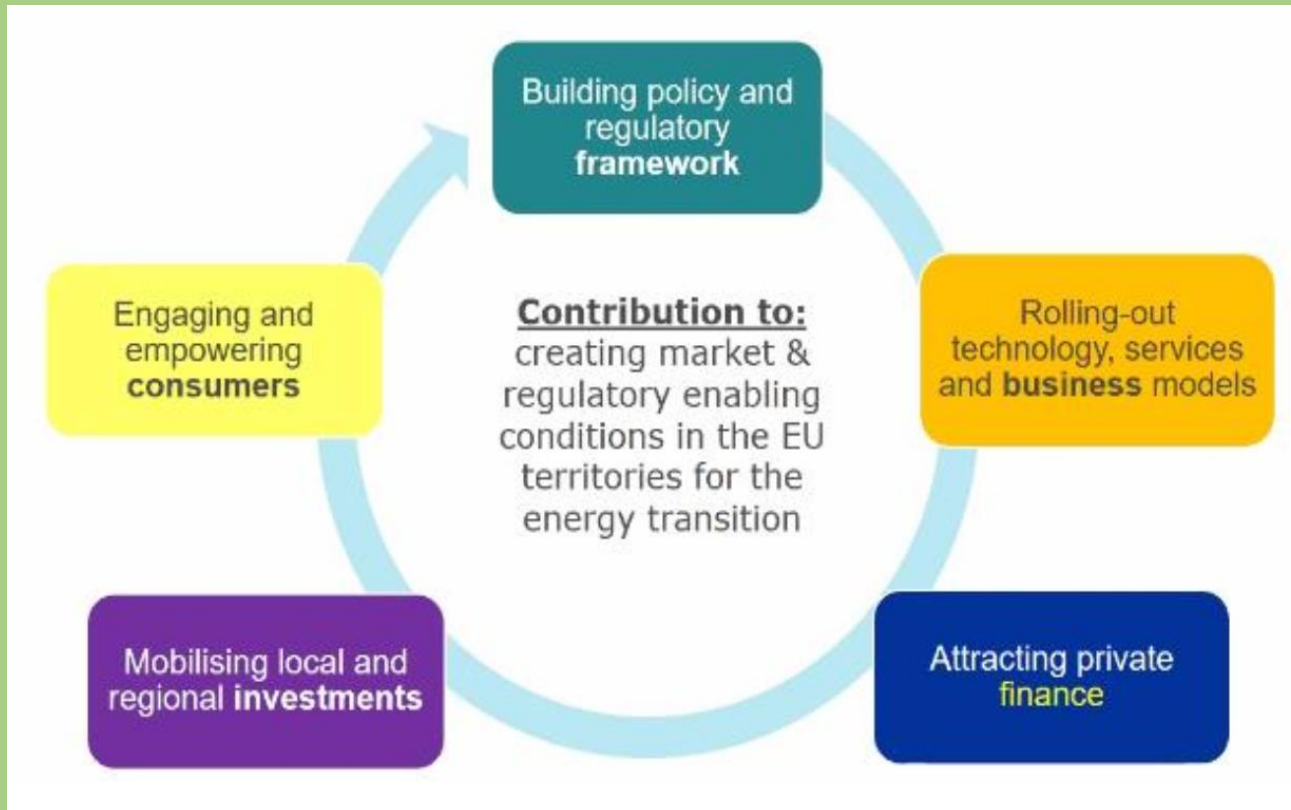 Building policy and
regulatory
framework
Rolling-out
technology, services
and business models
Attracting private
finance
Mobilising local and
regional investments
Engaging and
empowering
consumers
Contribution to:
creating market &
regulatory enabling
conditions in the EU
territories for the
energy transition